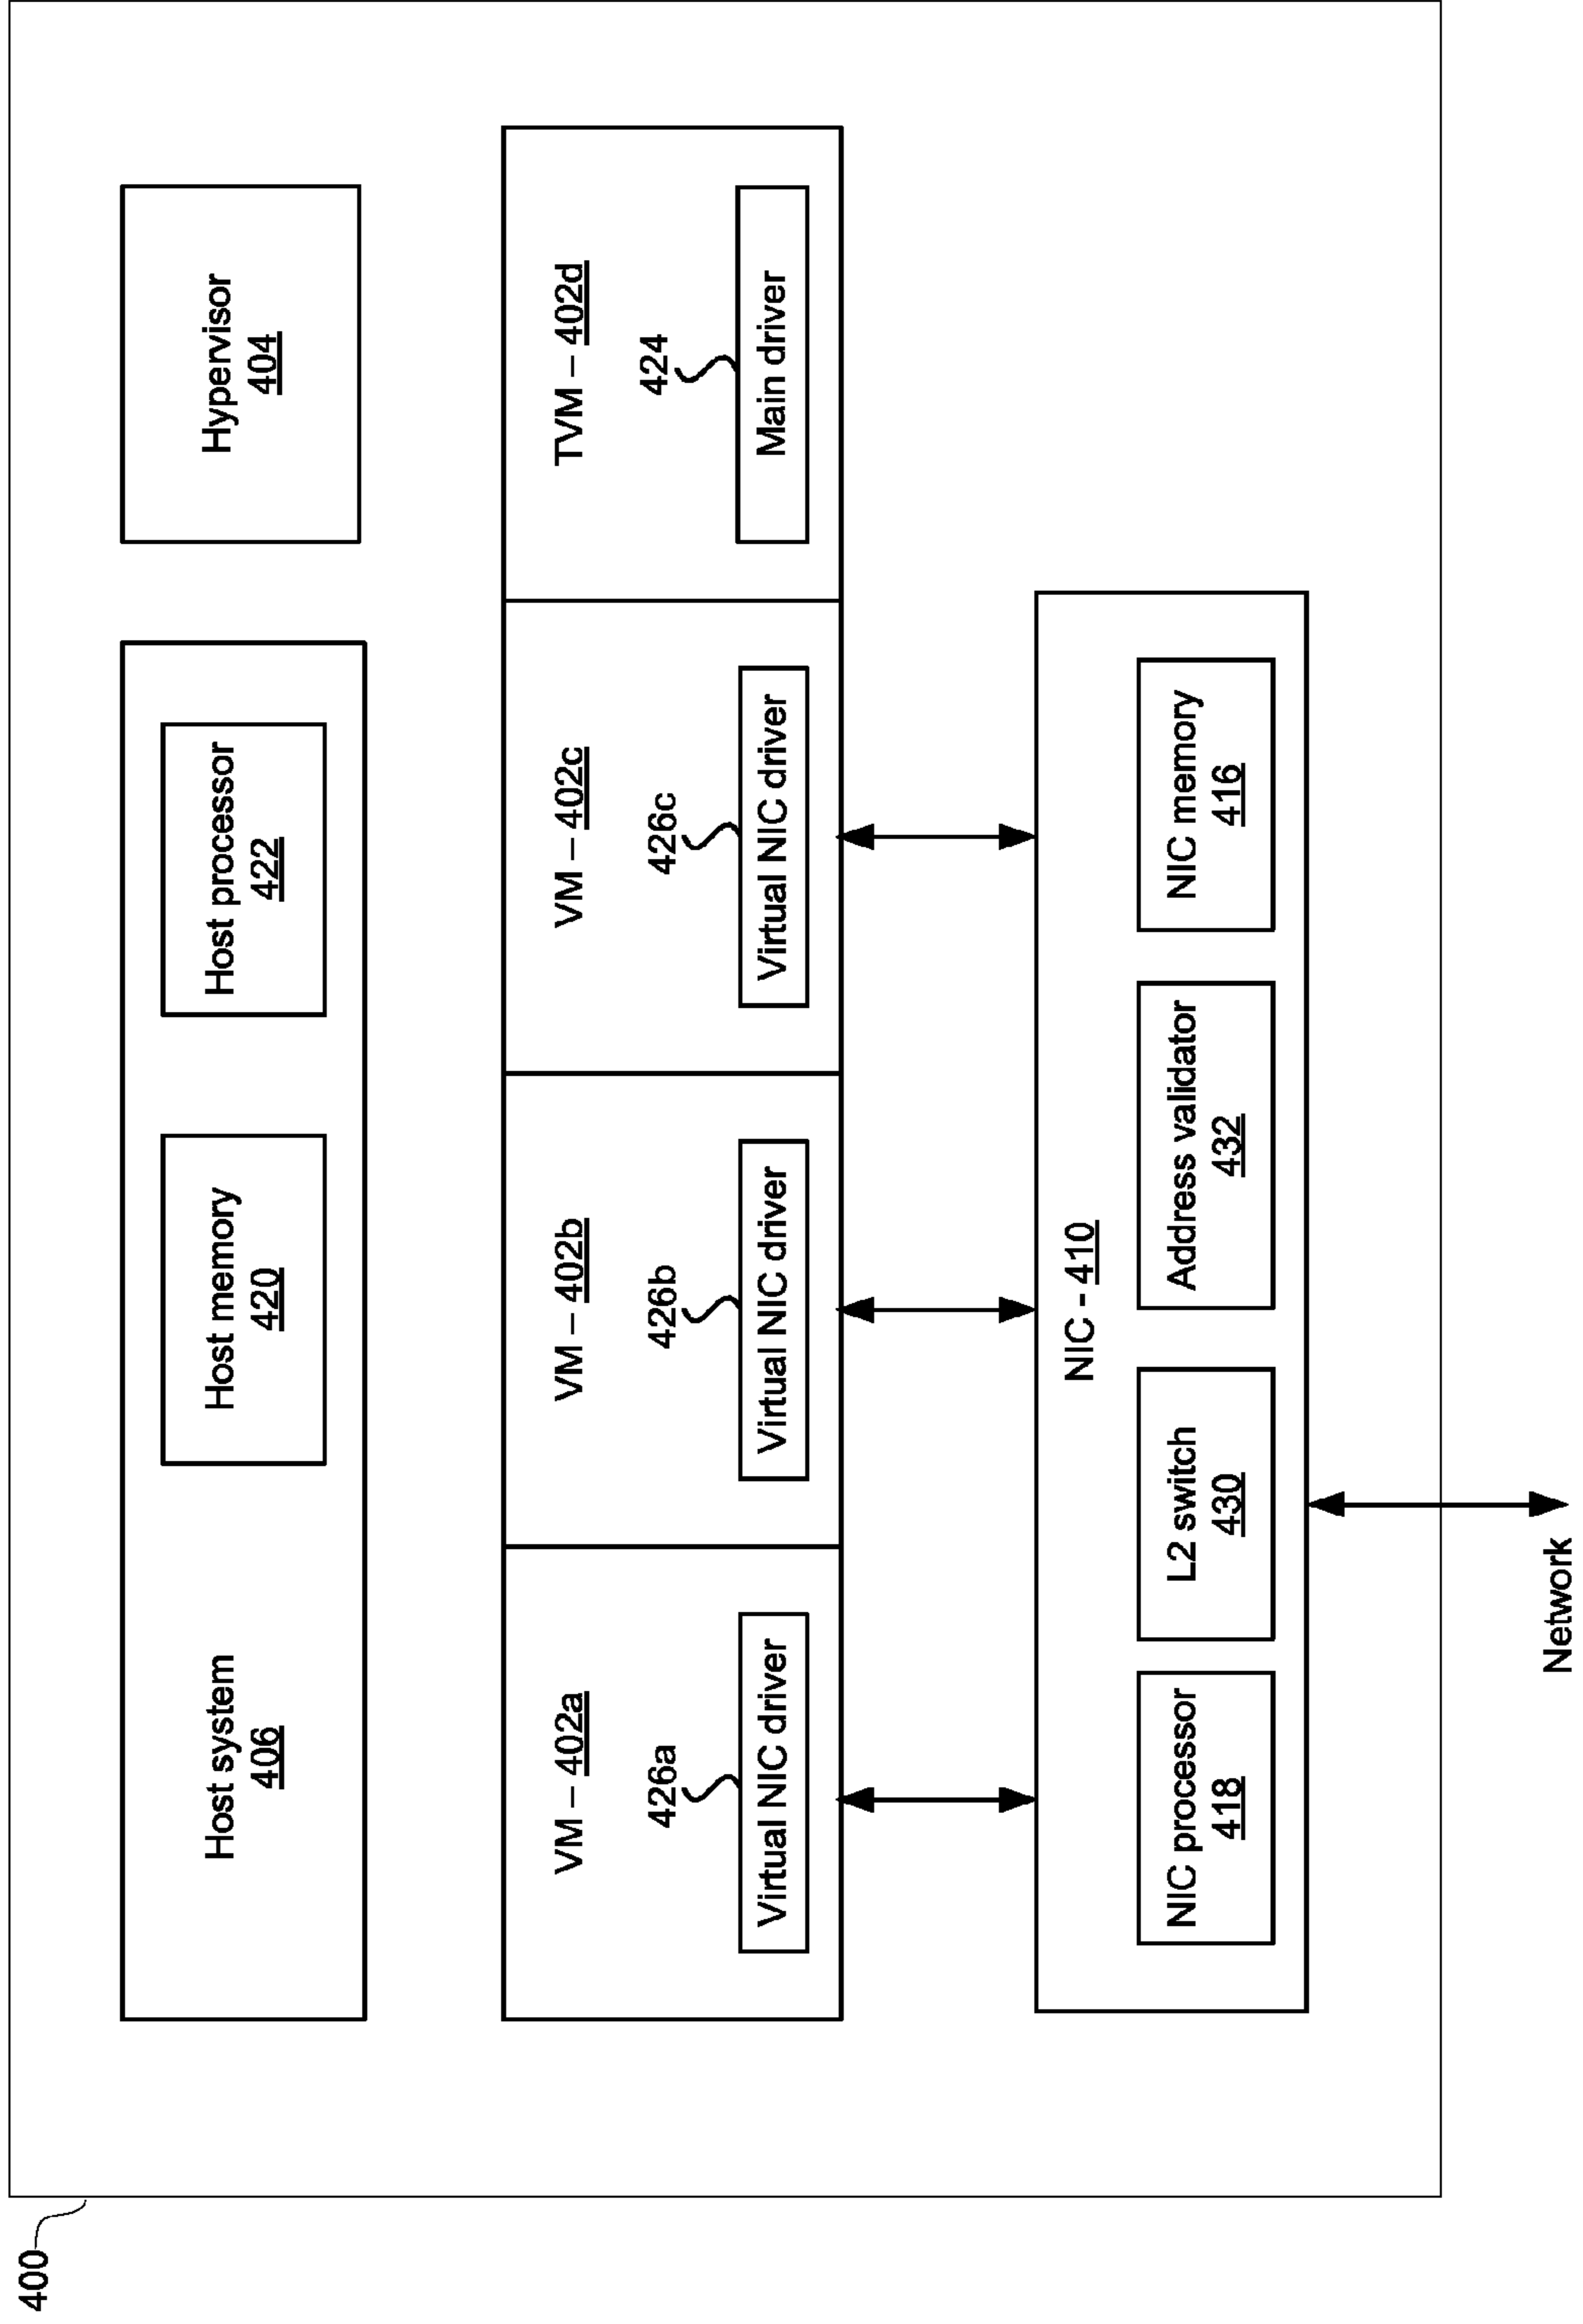 400
Host system
406
Host memory
420
Host processor
422
Hypervisor
404
VM – 402a
426a
Virtual NIC driver
VM – 402b
426b
Virtual NIC driver
VM – 402c
426c
Virtual NIC driver
TVM – 402d
424
Main driver
NIC - 410
NIC processor
418
L2 switch
430
Address validator
432
NIC memory
416
Network